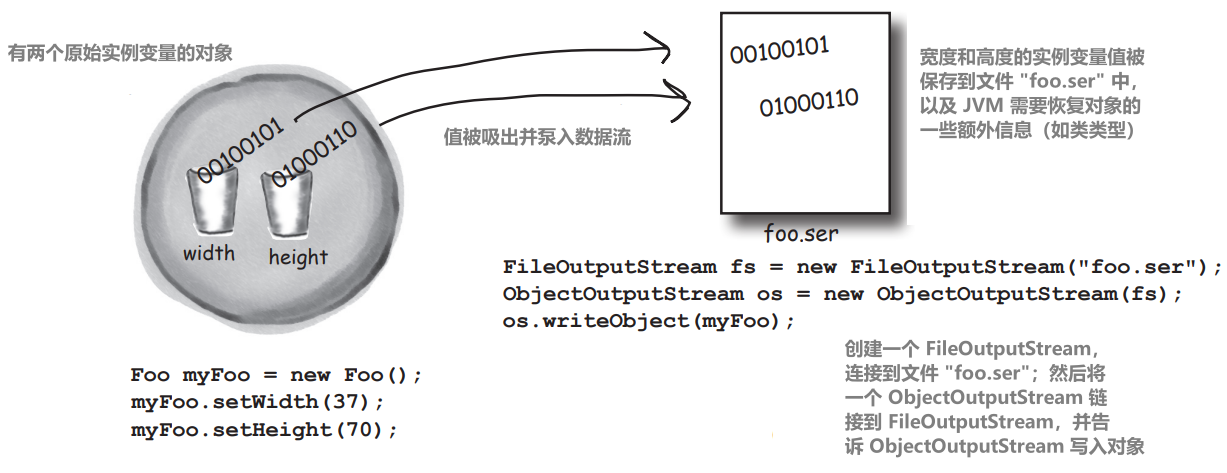 有两个原始实例变量的对象
00100101
01000110
width
height
值被吸出并泵入数据流
00100101
01000110
foo.ser
宽度和高度的实例变量值被
保存到文件 "foo.ser" 中,
以及 JVM 需要恢复对象的
一些额外信息（如类类型）
Foo myFoo = new Foo();
myFoo.setWidth(37);
myFoo.setHeight(70);
FileOutputStream fs = new FileOutputStream("foo.ser");
ObjectOutputStream os = new ObjectOutputStream(fs);
os.writeObject(myFoo);
创建一个 FileOutputStream，
连接到文件 "foo.ser"；然后将
一个 ObjectOutputStream 链
接到 FileOutputStream，并告
诉 ObjectOutputStream 写入对象